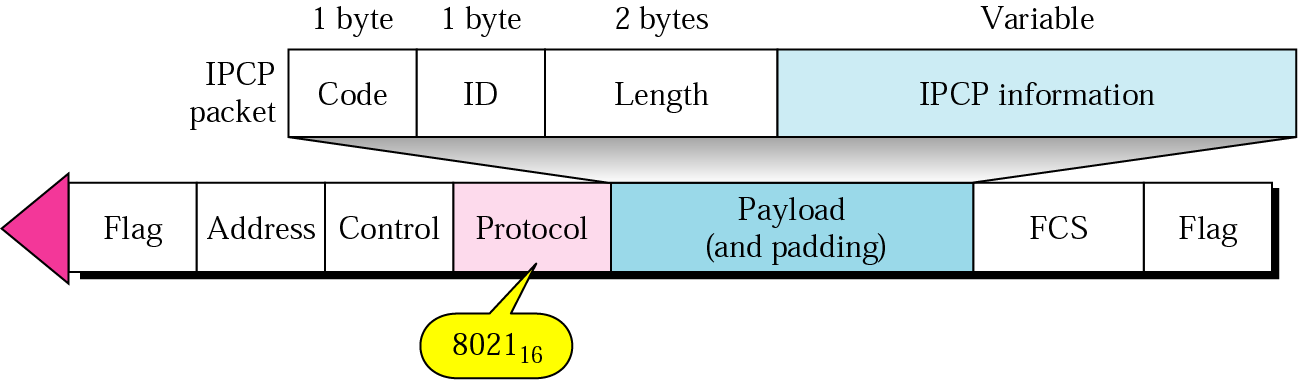 1 byte 1 byte 2 bytes Variable
IPCP
packet
Code ID Length IPCP information
Flag Address Control Protocol Payload
(and padding) FCS Flag
8021₁₆